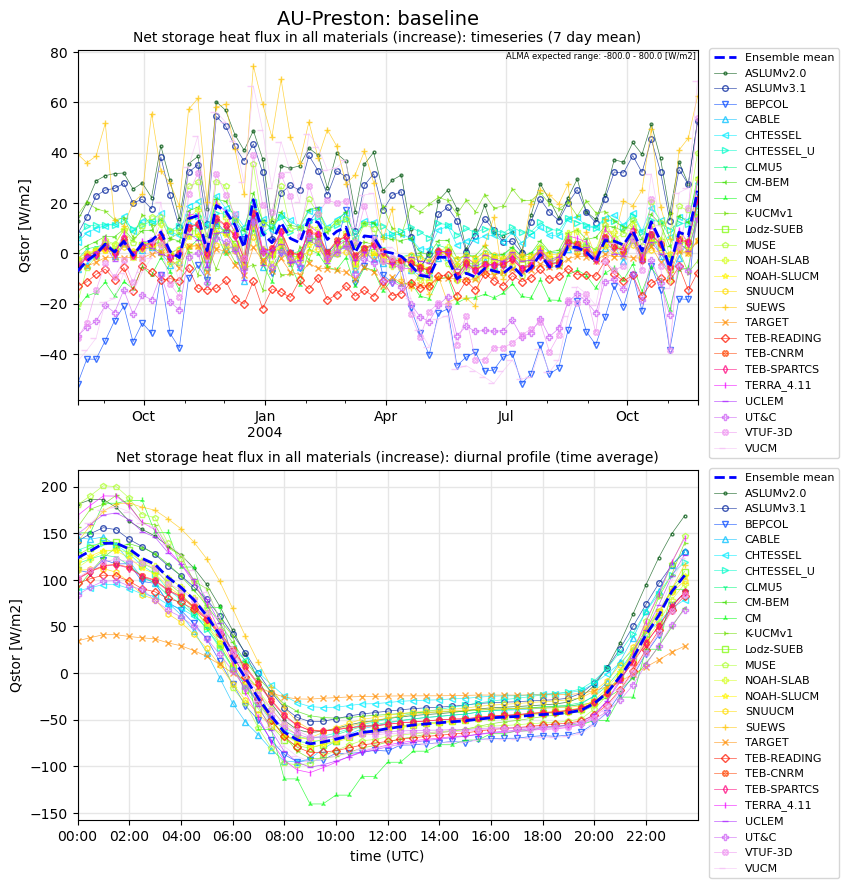 AU-Preston: baseline
Net storage heat flux in all materials (increase): timeseries (7 day mean)
ALMA expected range: -800.0 - 800.0 [W/m2]
Qstor [W/m2]
80
60
40
20
0
−20
−40
Oct
Jan
2004
Apr
Jul
Oct
Ensemble mean
ASLUMv2.0
ASLUMv3.1
BEPCOL
CABLE
CHTESSEL
CHTESSEL_U
CLMU5
CM-BEM
CM
K-UCMv1
Lodz-SUEB
MUSE
NOAH-SLAB
NOAH-SLUCM
SNUUCM
SUEWS
TARGET
TEB-READING
TEB-CNRM
TEB-SPARTCS
TERRA_4.11
UCLEM
UT&C
VTUF-3D
VUCM
Net storage heat flux in all materials (increase): diurnal profile (time average)
Qstor [W/m2]
200
150
100
50
0
−50
−100
−150
00:00 02:00 04:00 06:00 08:00 10:00 12:00 14:00 16:00 18:00 20:00 22:00
time (UTC)
Ensemble mean
ASLUMv2.0
ASLUMv3.1
BEPCOL
CABLE
CHTESSEL
CHTESSEL_U
CLMU5
CM-BEM
CM
K-UCMv1
Lodz-SUEB
MUSE
NOAH-SLAB
NOAH-SLUCM
SNUUCM
SUEWS
TARGET
TEB-READING
TEB-CNRM
TEB-SPARTCS
TERRA_4.11
UCLEM
UT&C
VTUF-3D
VUCM